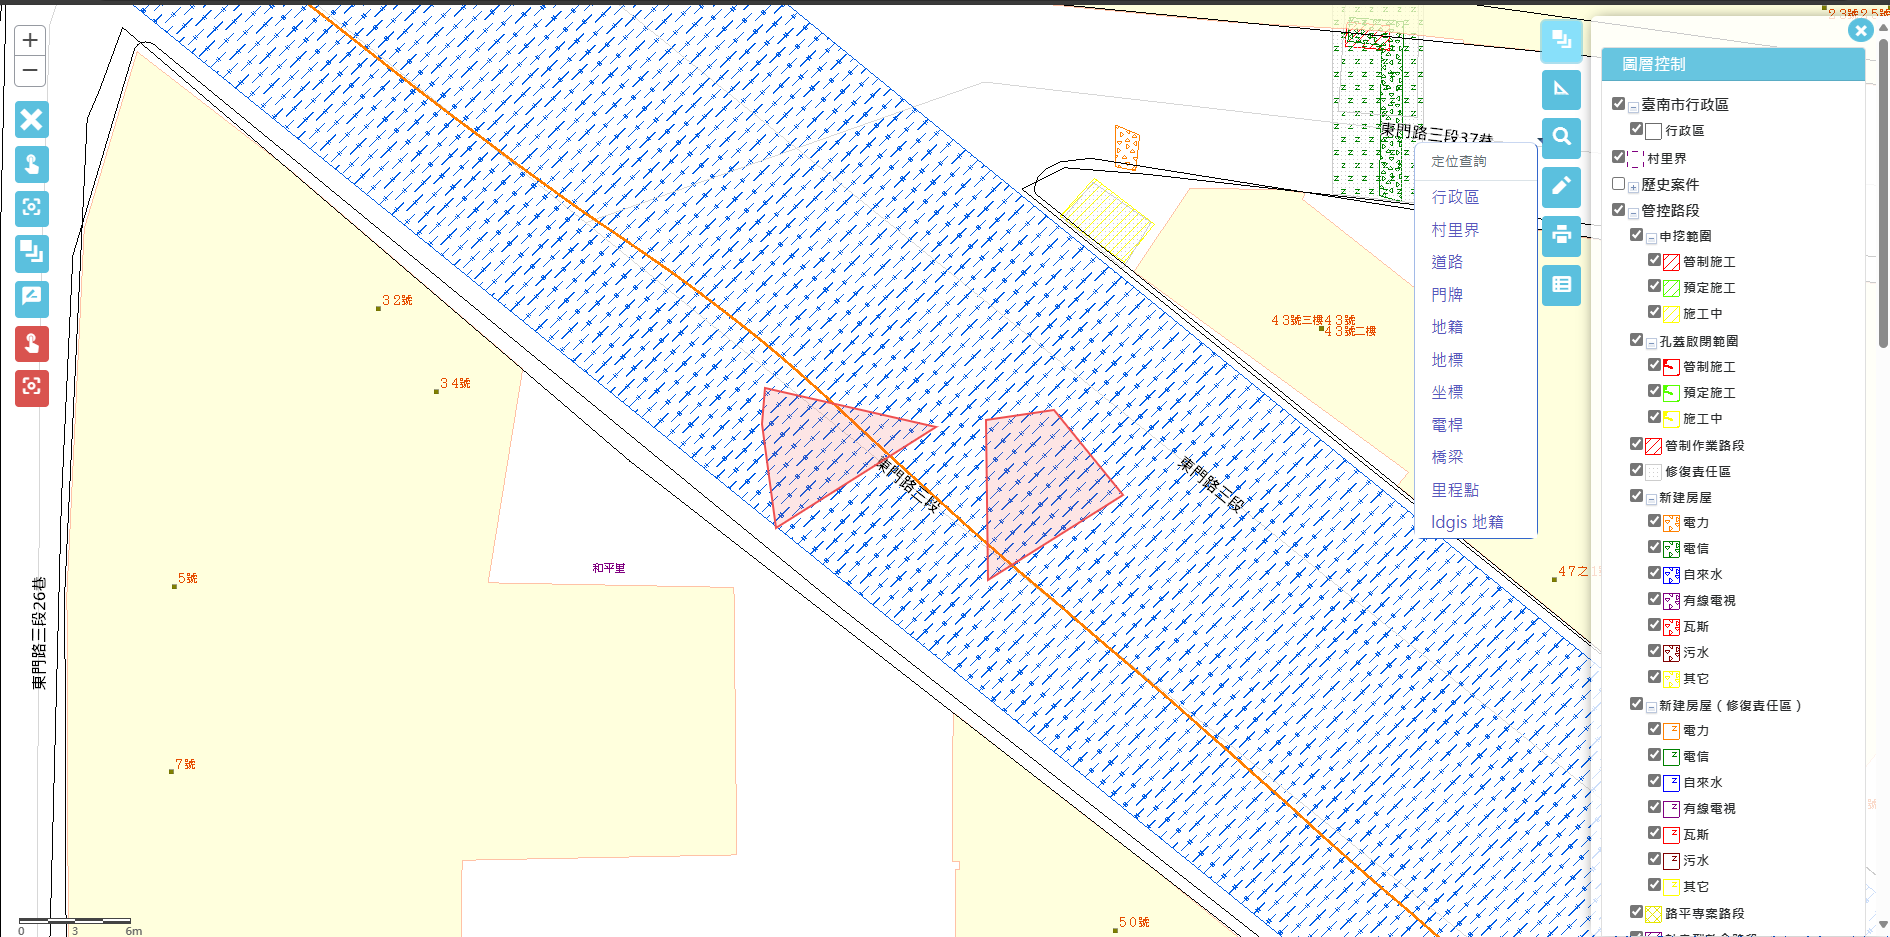 +
−
東門路三段37巷
32號
34號
43號三樓43號
43號二樓
東門路三段
東門路三段
和平里
5號
東門路三段26巷
7號
50號
0 3 6m
定位查詢
行政區
村里界
道路
門牌
地籍
地標
坐標
電桿
橋梁
里程點
ldgis 地籍
圖層控制
臺南市行政區
行政區
村里界
歷史案件
管控路段
申挖範圍
管制施工
預定施工
施工中
孔蓋啟閉範圍
管制施工
預定施工
施工中
管制作業路段
修復責任區
新建房屋
電力
電信
自來水
有線電視
瓦斯
污水
其它
新建房屋 ( 修復責任區 )
電力
電信
自來水
有線電視
瓦斯
污水
其它
路平專案路段